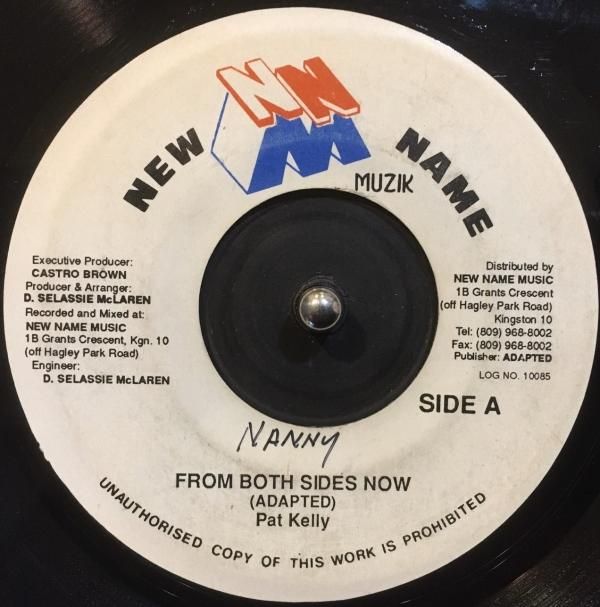 NNM
NEW NAME
MUZIK
Executive Producer:
CASTRO BROWN
Producer & Arranger:
D. SELASSIE McLAREN
Recorded and Mixed at:
NEW NAME MUSIC
1B Grants Crescent, Kgn. 10
(off Hagley Park Road)
Engineer:
D. SELASSIE McLAREN
Distributed by
NEW NAME MUSIC
1B Grants Crescent
(off Hagley Park Road)
Kingston 10
Tel: (809) 968-8002
Fax: (809) 968-8002
Publisher: ADAPTED
LOG NO. 10085
SIDE A
NANNY
FROM BOTH SIDES NOW
(ADAPTED)
Pat Kelly
UNAUTHORISED COPY OF THIS WORK IS PROHIBITED